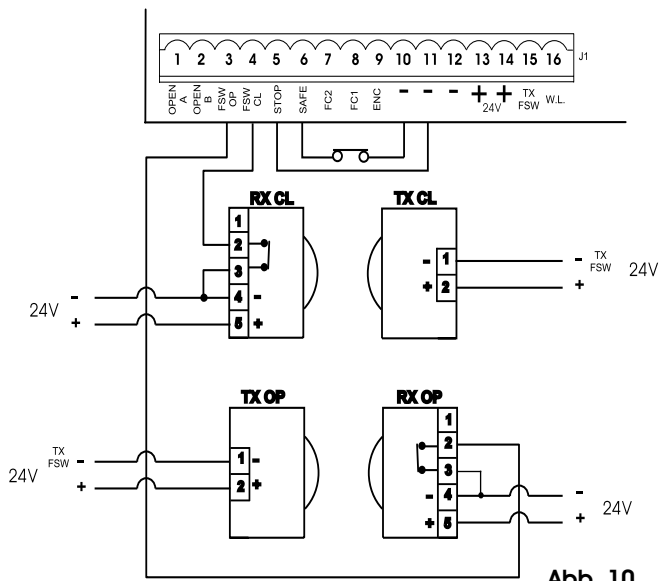 1 2 3 4 5 6 7 8 9 10 11 12 13 14 15 16 J1
OPEN A
OPEN B
FSW OP
FSW CL
STOP
SAFE
FC2
FC1
ENC
- - - + +
24V
TX FSW
W.L.
RX CL
1
2
3
4 -
5 +
- 
24V
+
TX CL
- 1
+ 2
- TX FSW
24V
+
TX OP
1 -
2 +
TX FSW -
24V
+
RX OP
1
2
3
- 4
+ 5
-
24V
+
Abb. 10